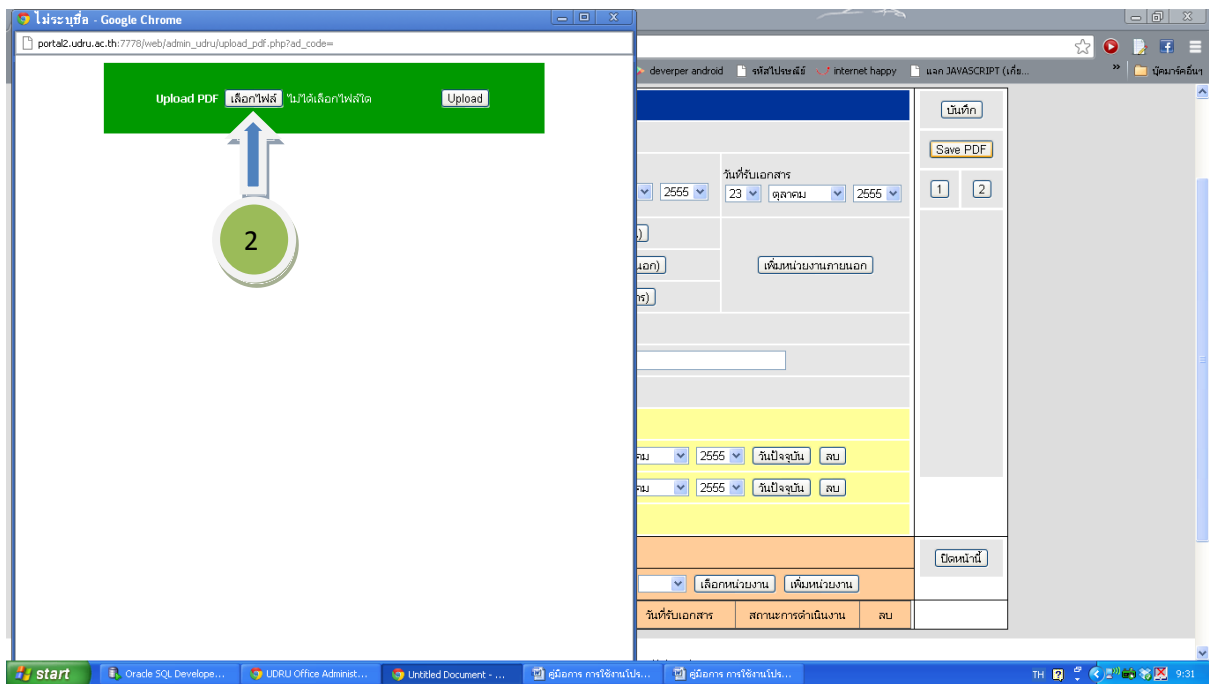 ไม่ระบุชื่อ - Google Chrome
portal2.udru.ac.th:7778/web/admin_udru/upload_pdf.php?ad_code=
Upload PDF เลือกไฟล์ ไม่ได้เลือกไฟล์ใด Upload
2
deverper android รหัสไปรษณีย์ internet happy แจก JAVASCRIPT (เกี่ย... » บุ๊คมาร์คอื่นๆ
บันทึก
Save PDF
วันที่รับเอกสาร
2555 23 ตุลาคม 2555
1 2
นอก) เพิ่มหน่วยงานภายนอก
าร)
คม 2555 วันปัจจุบัน ลบ
คม 2555 วันปัจจุบัน ลบ
ปิดหน้านี้
เลือกหน่วยงาน เพิ่มหน่วยงาน
วันที่รับเอกสาร สถานะการดำเนินงาน ลบ
start Oracle SQL Develope... UDRU Office Administ... Untitled Document - ... คู่มือการ การใช้งานโปร... คู่มือการ การใช้งานโปร... TH 9:31